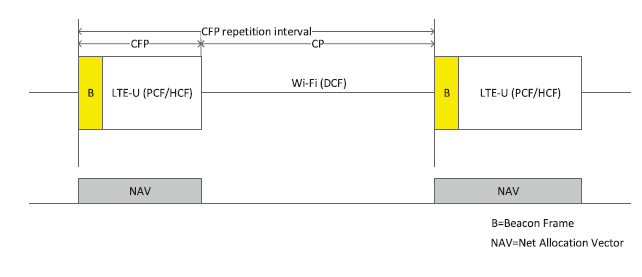 CFP repetition interval
CFP
CP
B
LTE-U (PCF/HCF)
Wi-Fi (DCF)
B
LTE-U (PCF/HCF)
NAV
NAV
B=Beacon Frame
NAV=Net Allocation Vector